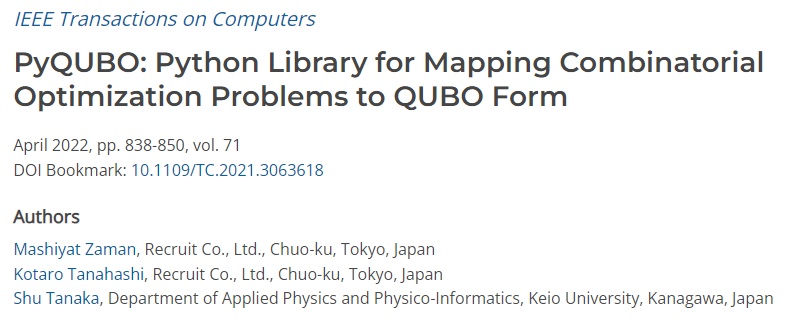 IEEE Transactions on Computers
PyQUBO: Python Library for Mapping Combinatorial
Optimization Problems to QUBO Form
April 2022, pp. 838-850, vol. 71
DOI Bookmark: 10.1109/TC.2021.3063618
Authors
Mashiyat Zaman, Recruit Co., Ltd., Chuo-ku, Tokyo, Japan
Kotaro Tanahashi, Recruit Co., Ltd., Chuo-ku, Tokyo, Japan
Shu Tanaka, Department of Applied Physics and Physico-Informatics, Keio University, Kanagawa, Japan